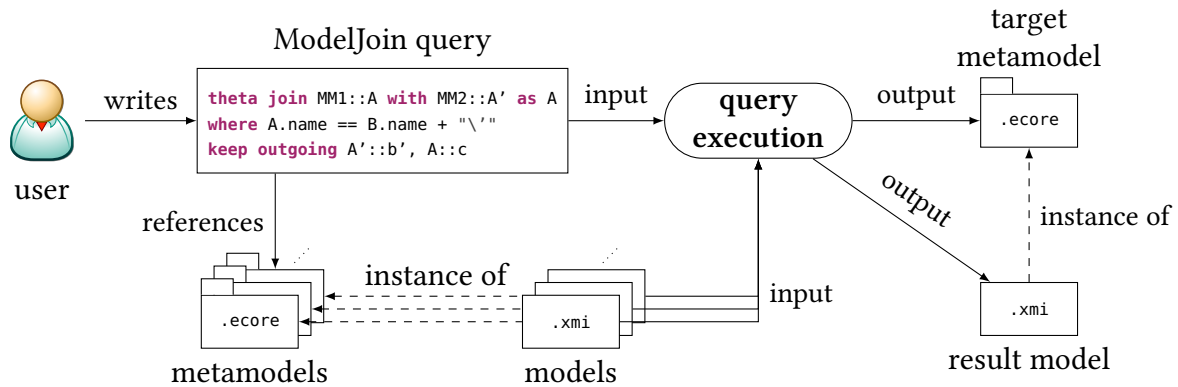 ModelJoin query
target
metamodel
writes
theta join MM1::A with MM2::A’ as A
where A.name == B.name + "\’"
keep outgoing A’::b’, A::c
input
query
execution
output
.ecore
user
references
output
instance of
instance of
input
.ecore
.xmi
.xmi
metamodels
models
result model